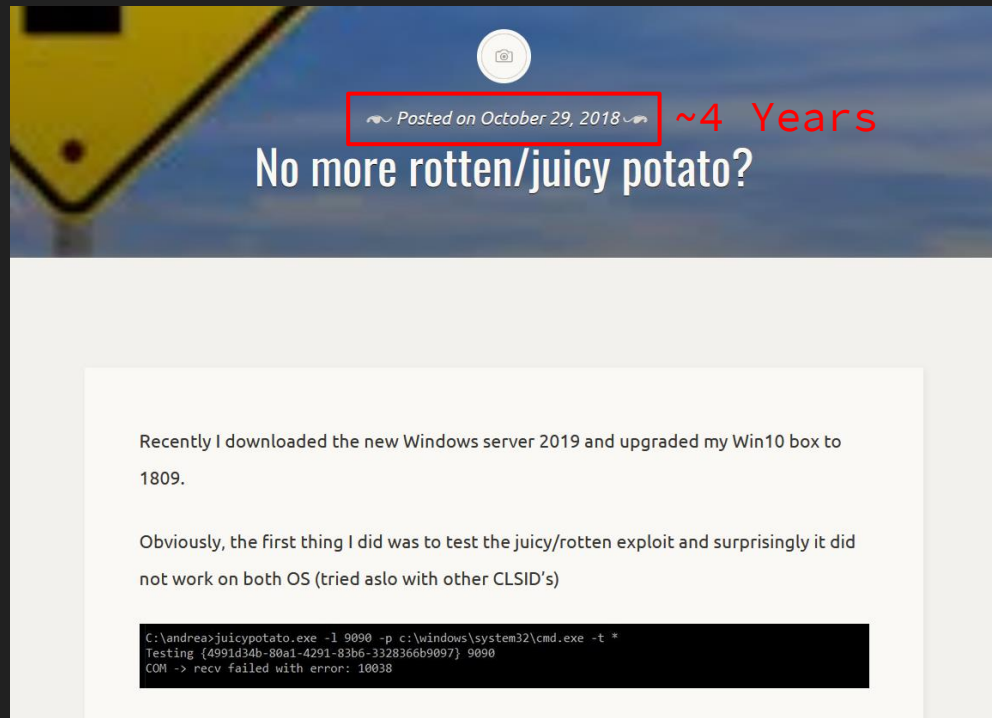 Posted on October 29, 2018
~4 Years
No more rotten/juicy potato?
Recently I downloaded the new Windows server 2019 and upgraded my Win10 box to
1809.
Obviously, the first thing I did was to test the juicy/rotten exploit and surprisingly it did
not work on both OS (tried aslo with other CLSID's)
C:\andrea>juicypotato.exe -l 9090 -p c:\windows\system32\cmd.exe -t *
Testing {4991d34b-80a1-4291-83b6-3328366b9097} 9090
COM -> recv failed with error: 10038